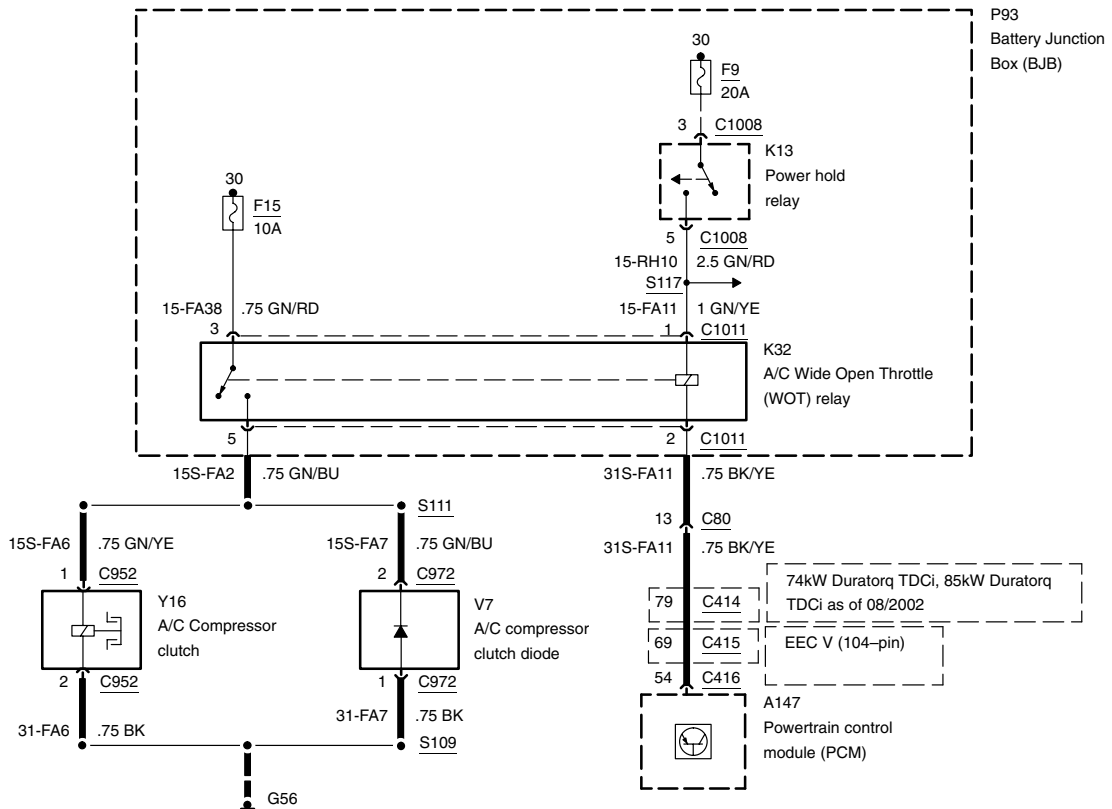 P93
Battery Junction
Box (BJB)
30
F9
20A
3 C1008
K13
Power hold
relay
30
F15
10A
5 C1008
15-RH10 2.5 GN/RD
S117
15-FA38 .75 GN/RD
15-FA11 1 GN/YE
3
1 C1011
K32
A/C Wide Open Throttle
(WOT) relay
5
2 C1011
15S-FA2 .75 GN/BU
31S-FA11 .75 BK/YE
S111
13 C80
15S-FA6 .75 GN/YE
15S-FA7 .75 GN/BU
31S-FA11 .75 BK/YE
1 C952
2 C972
74kW Duratorq TDCi, 85kW Duratorq
TDCi as of 08/2002
79 C414
Y16
A/C Compressor
clutch
V7
A/C compressor
clutch diode
69 C415
EEC V (104–pin)
2 C952
1 C972
54 C416
A147
Powertrain control
module (PCM)
31-FA6 .75 BK
31-FA7 .75 BK
S109
G56